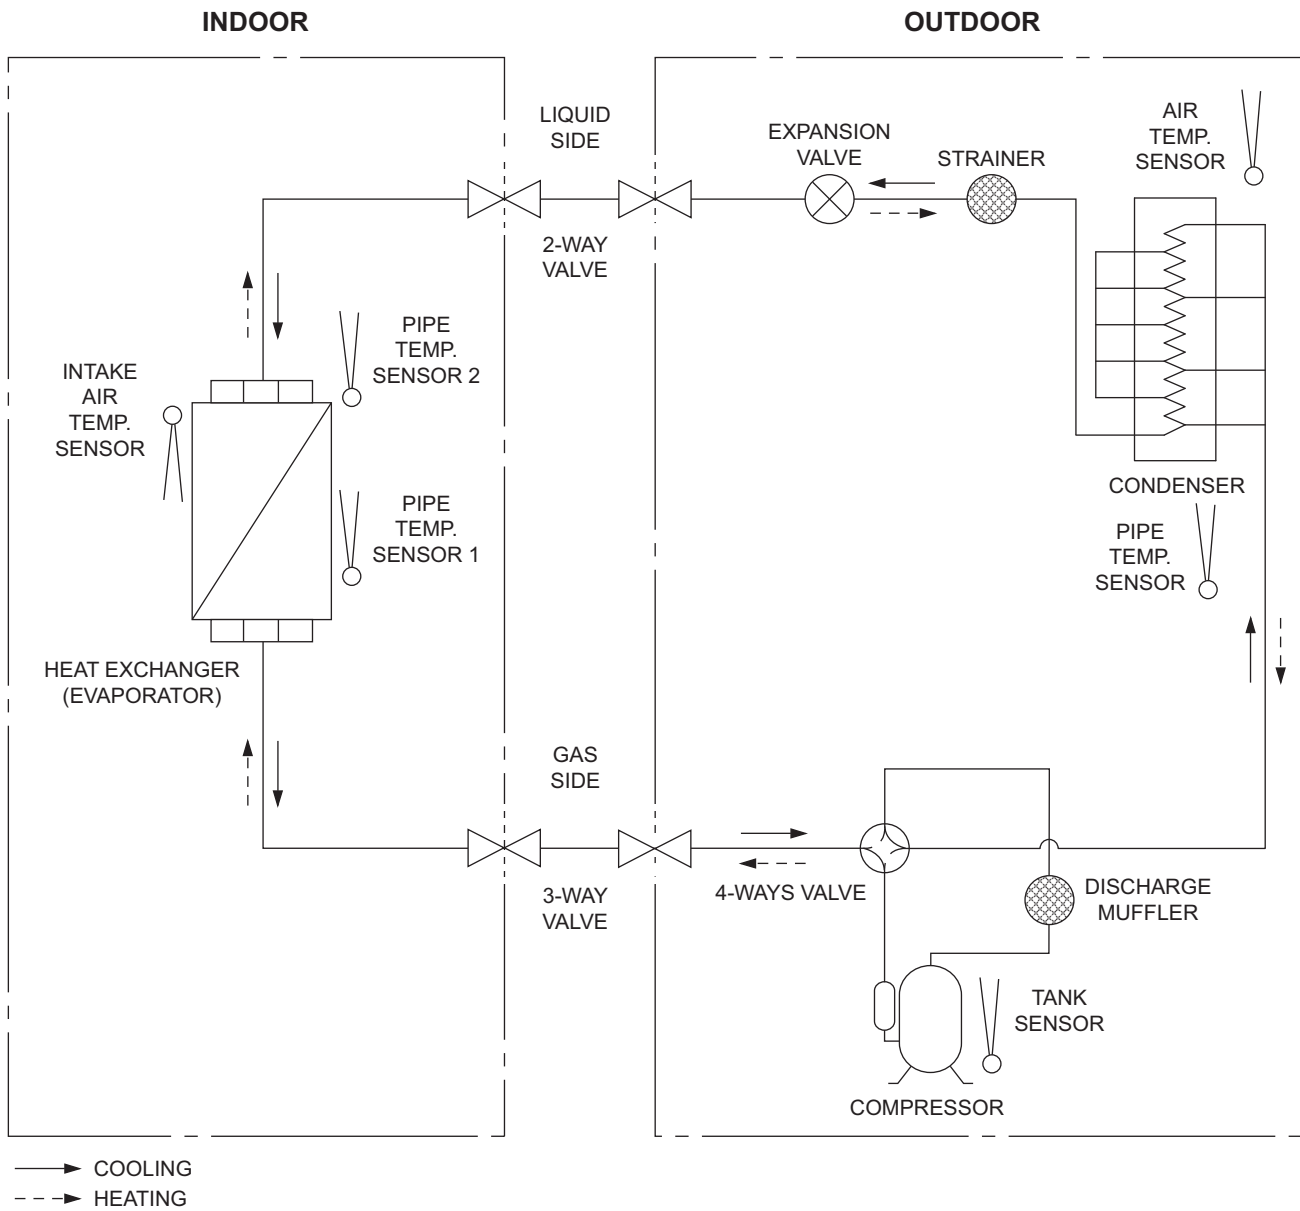 INDOOR
OUTDOOR
LIQUID
SIDE
EXPANSION
VALVE
STRAINER
AIR
TEMP.
SENSOR
2-WAY
VALVE
PIPE
TEMP.
SENSOR 2
INTAKE
AIR
TEMP.
SENSOR
PIPE
TEMP.
SENSOR 1
CONDENSER
PIPE
TEMP.
SENSOR
HEAT EXCHANGER
(EVAPORATOR)
GAS
SIDE
3-WAY
VALVE
4-WAYS VALVE
DISCHARGE
MUFFLER
TANK
SENSOR
COMPRESSOR
COOLING
HEATING